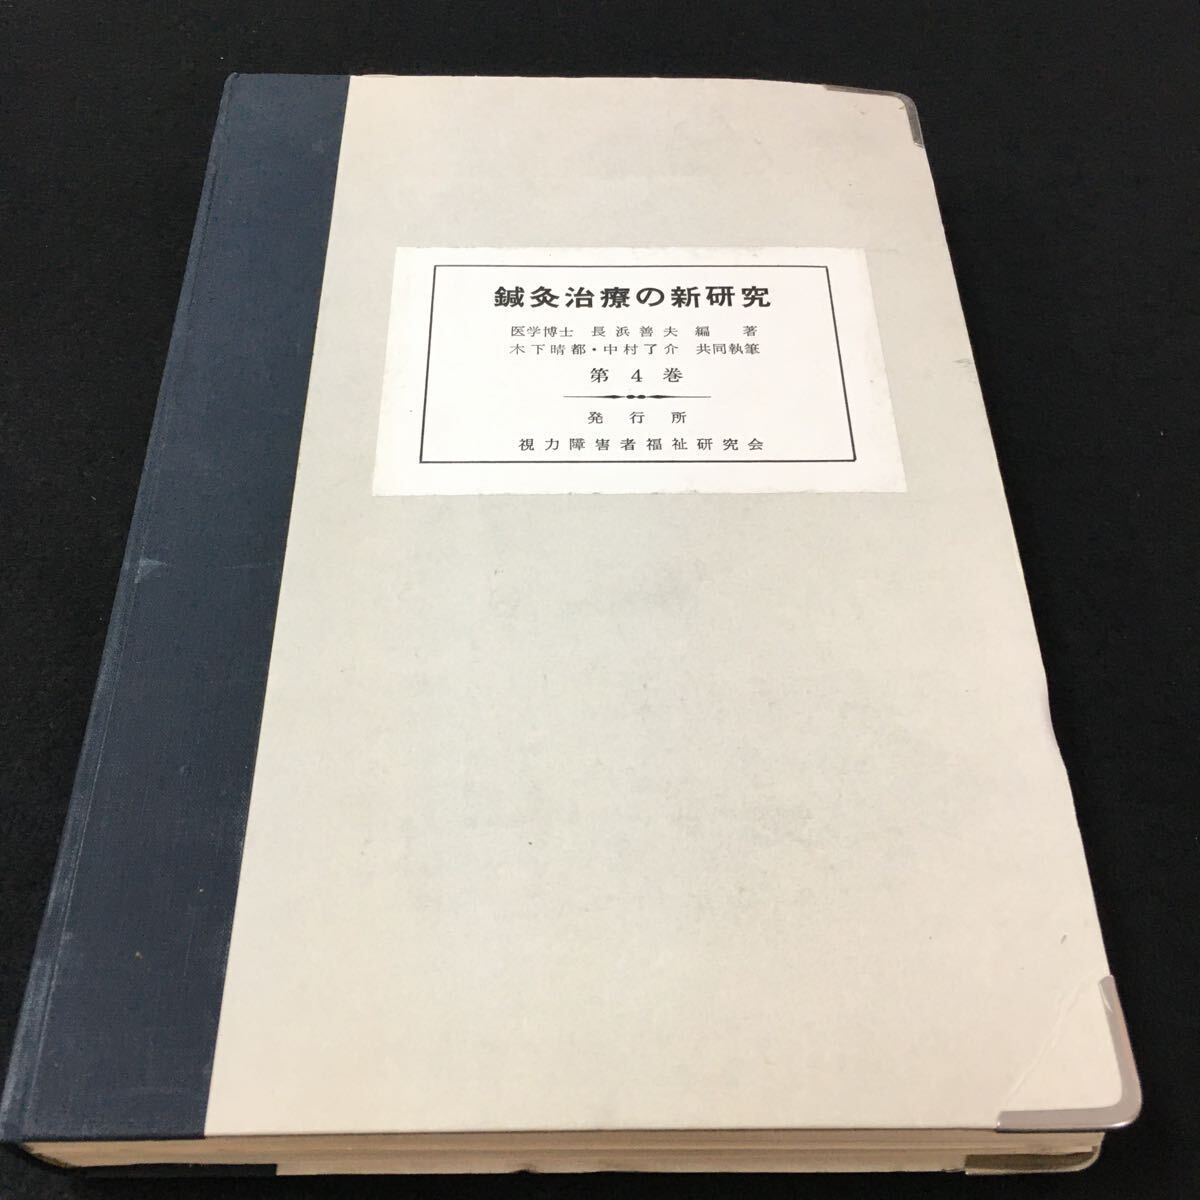 鍼灸治療の新研究
医学博士 長浜善夫 編 著
木下晴都・中村了介 共同執筆
第 4 巻
発 行 所
視力障害者福祉研究会